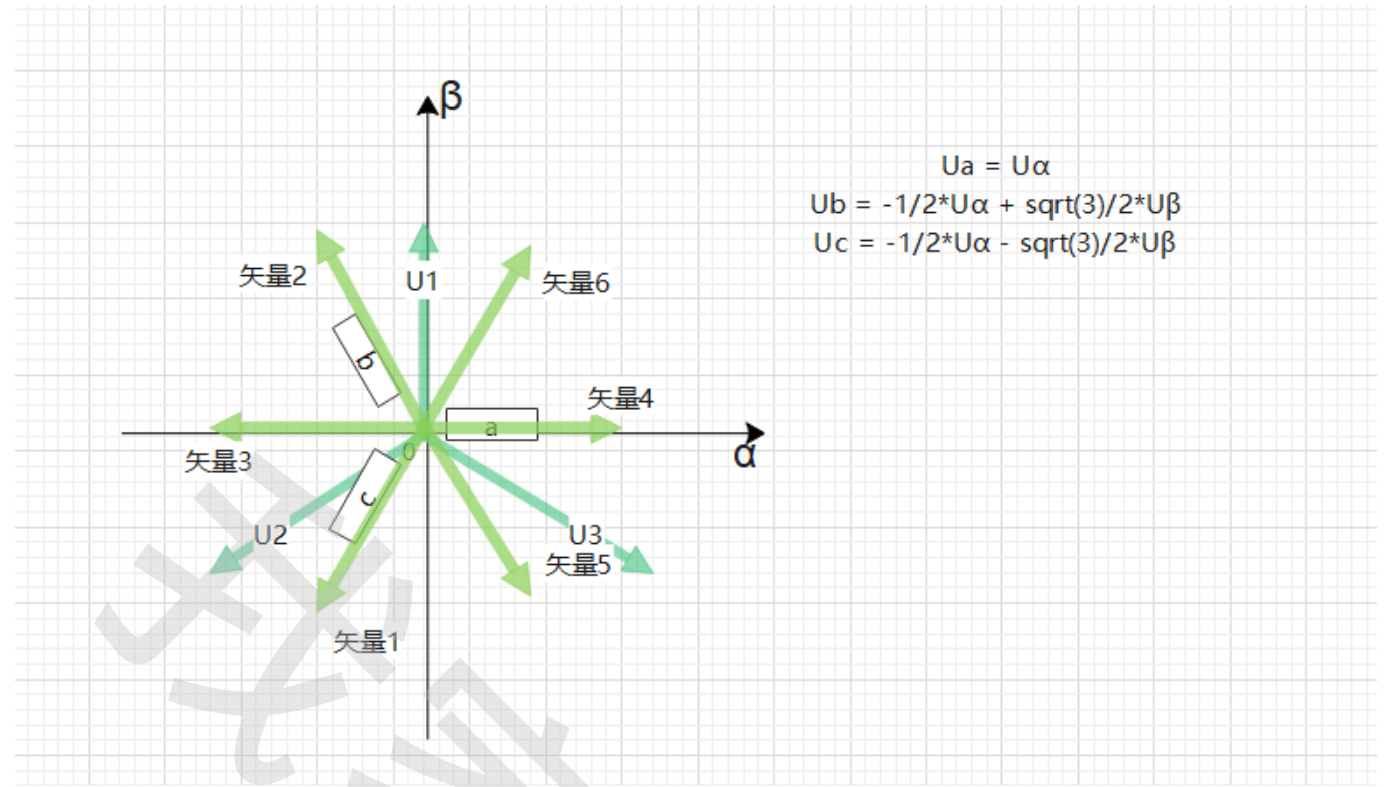 β
Ua = Uα
Ub = -1/2*Uα + sqrt(3)/2*Uβ
Uc = -1/2*Uα - sqrt(3)/2*Uβ
矢量2
U1
矢量6
b
矢量4
a
0
α
矢量3
c
U2
U3
矢量5
矢量1